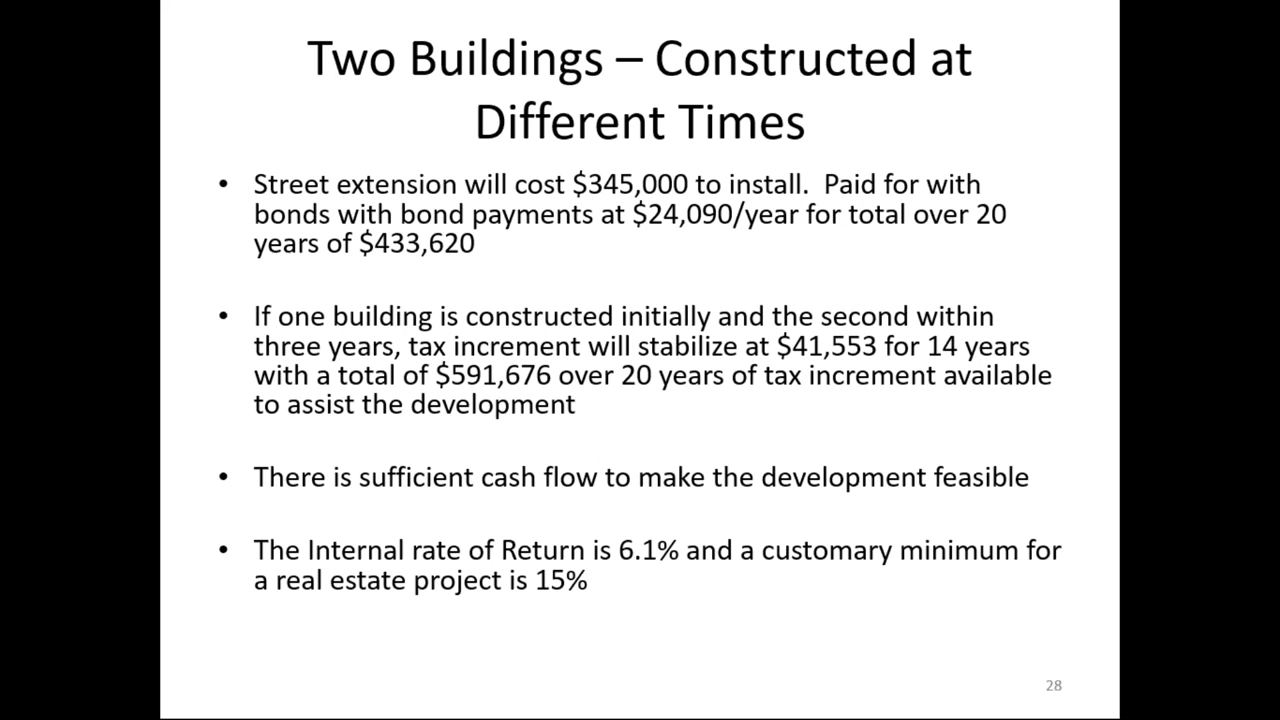 Two Buildings – Constructed at
Different Times
• Street extension will cost $345,000 to install.  Paid for with
bonds with bond payments at $24,090/year for total over 20
years of $433,620
• If one building is constructed initially and the second within
three years, tax increment will stabilize at $41,553 for 14 years
with a total of $591,676 over 20 years of tax increment available
to assist the development
• There is sufficient cash flow to make the development feasible
• The Internal rate of Return is 6.1% and a customary minimum for
a real estate project is 15%
28